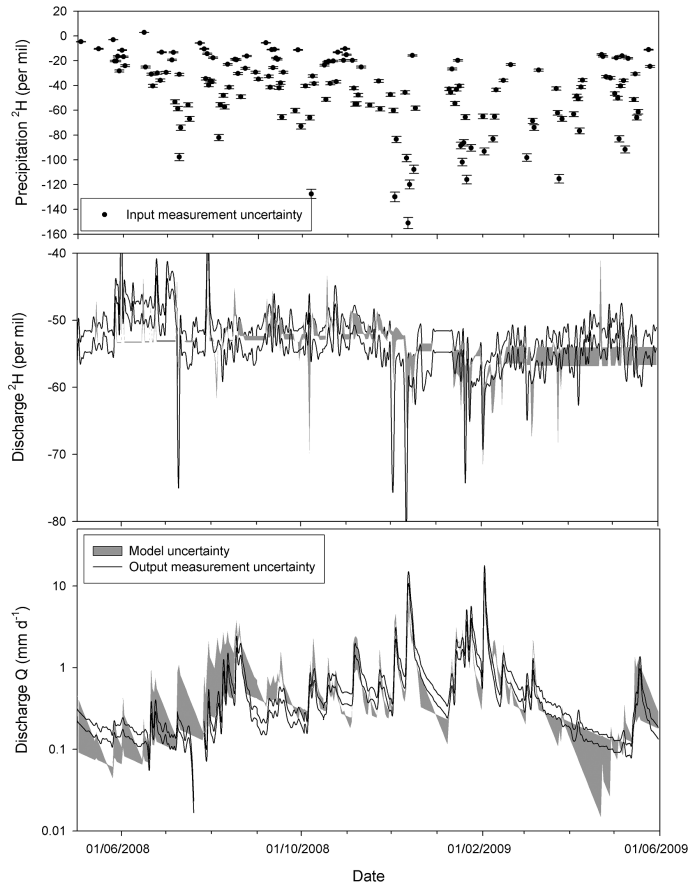 Precipitation ²H (per mil)
20
0
-20
-40
-60
-80
-100
-120
-140
-160
Input measurement uncertainty
Discharge ²H (per mil)
-40
-50
-60
-70
-80
Discharge Q (mm d⁻¹)
10
1
0.1
0.01
Model uncertainty
Output measurement uncertainty
01/06/2008 01/10/2008 01/02/2009 01/06/2009
Date